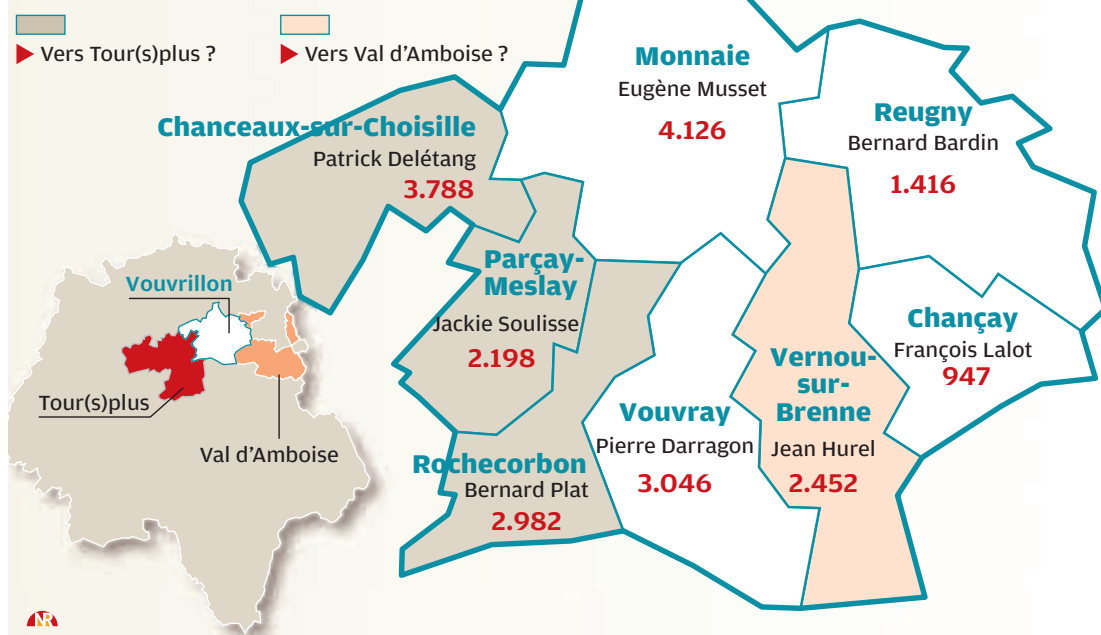 Vers Tour(s)plus ?
Vers Val d'Amboise ?
Monnaie
Eugène Musset
4.126
Reugny
Bernard Bardin
1.416
Chanceaux-sur-Choisille
Patrick Delétang
3.788
Parçay-
Meslay
Jackie Soulisse
2.198
Chançay
François Lalot
947
Vernou-
sur-
Brenne
Jean Hurel
2.452
Vouvray
Pierre Darragon
3.046
Rochecorbon
Bernard Plat
2.982
Vouvrillon
Tour(s)plus
Val d'Amboise
NR